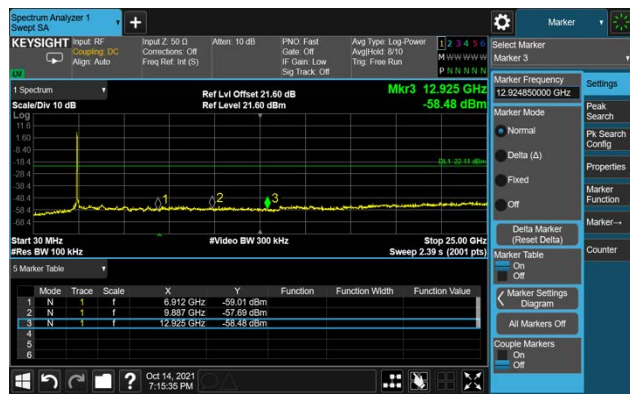 Spectrum Analyzer 1
Swept SA
Marker
KEYSIGHT
Input: RF
Coupling: DC
Align: Auto
Input Z: 50 Ω
Corrections: Off
Freq Ref: Int (S)
Atten: 10 dB
PNO: Fast
Gate: Off
IF Gain: Low
Sig Track: Off
Avg Type: Log-Power
Avg|Hold: 8/10
Trig: Free Run
1 2 3 4 5 6
M W W W W W
P N N N N N
LV
1 Spectrum
Scale/Div 10 dB
Ref Lvl Offset 21.60 dB
Ref Level 21.60 dBm
Mkr3 12.925 GHz
-58.48 dBm
Log
11.6
1.60
-8.40
-18.4
-28.4
-38.4
-48.4
-58.4
-68.4
DL1 -22.11 dBm
1
2
3
Start 30 MHz
#Res BW 100 kHz
#Video BW 300 kHz
Stop 25.00 GHz
Sweep 2.39 s (2001 pts)
5 Marker Table
Mode Trace Scale X Y Function Function Width Function Value
1 N 1 f 6.912 GHz -59.01 dBm
2 N 1 f 9.887 GHz -57.69 dBm
3 N 1 f 12.925 GHz -58.48 dBm
4
5
6
Oct 14, 2021
7:15:35 PM
?
Select Marker
Marker 3
Marker Frequency
12.924850000 GHz
Marker Mode
Normal
Delta (Δ)
Fixed
Off
Delta Marker
(Reset Delta)
Marker Table
On
Off
Marker Settings
Diagram
All Markers Off
Couple Markers
On
Off
Settings
Peak
Search
Pk Search
Config
Properties
Marker
Function
Marker→
Counter